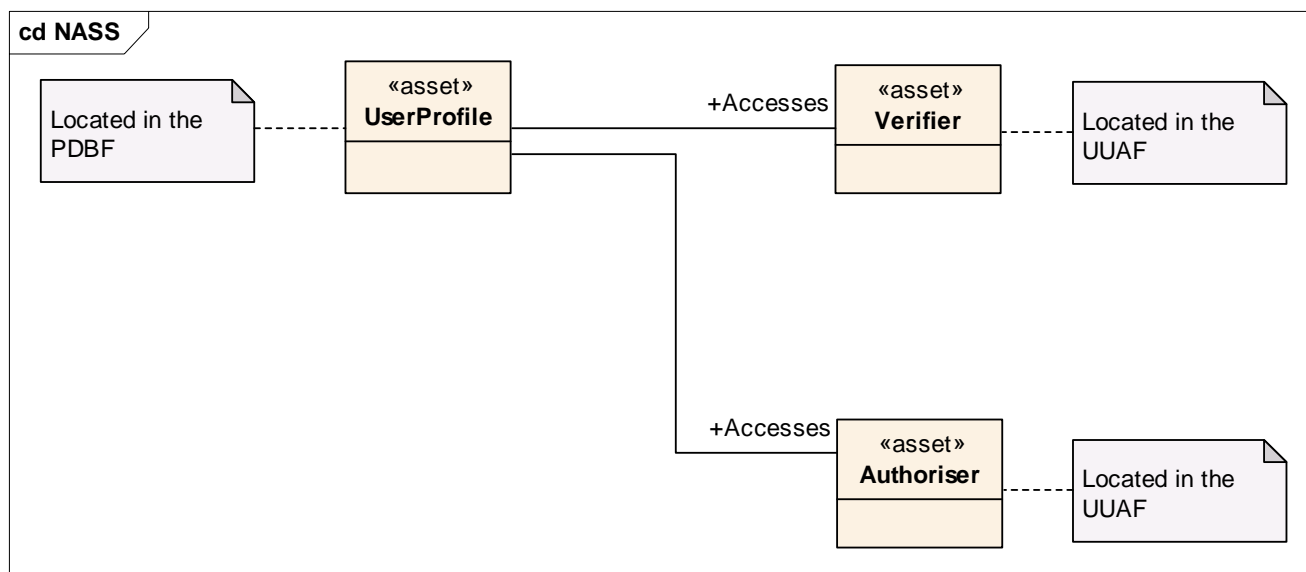 cd NASS
Located in the
PDBF
«asset»
UserProfile
+Accesses
«asset»
Verifier
Located in the
UUAF
+Accesses
«asset»
Authoriser
Located in the
UUAF